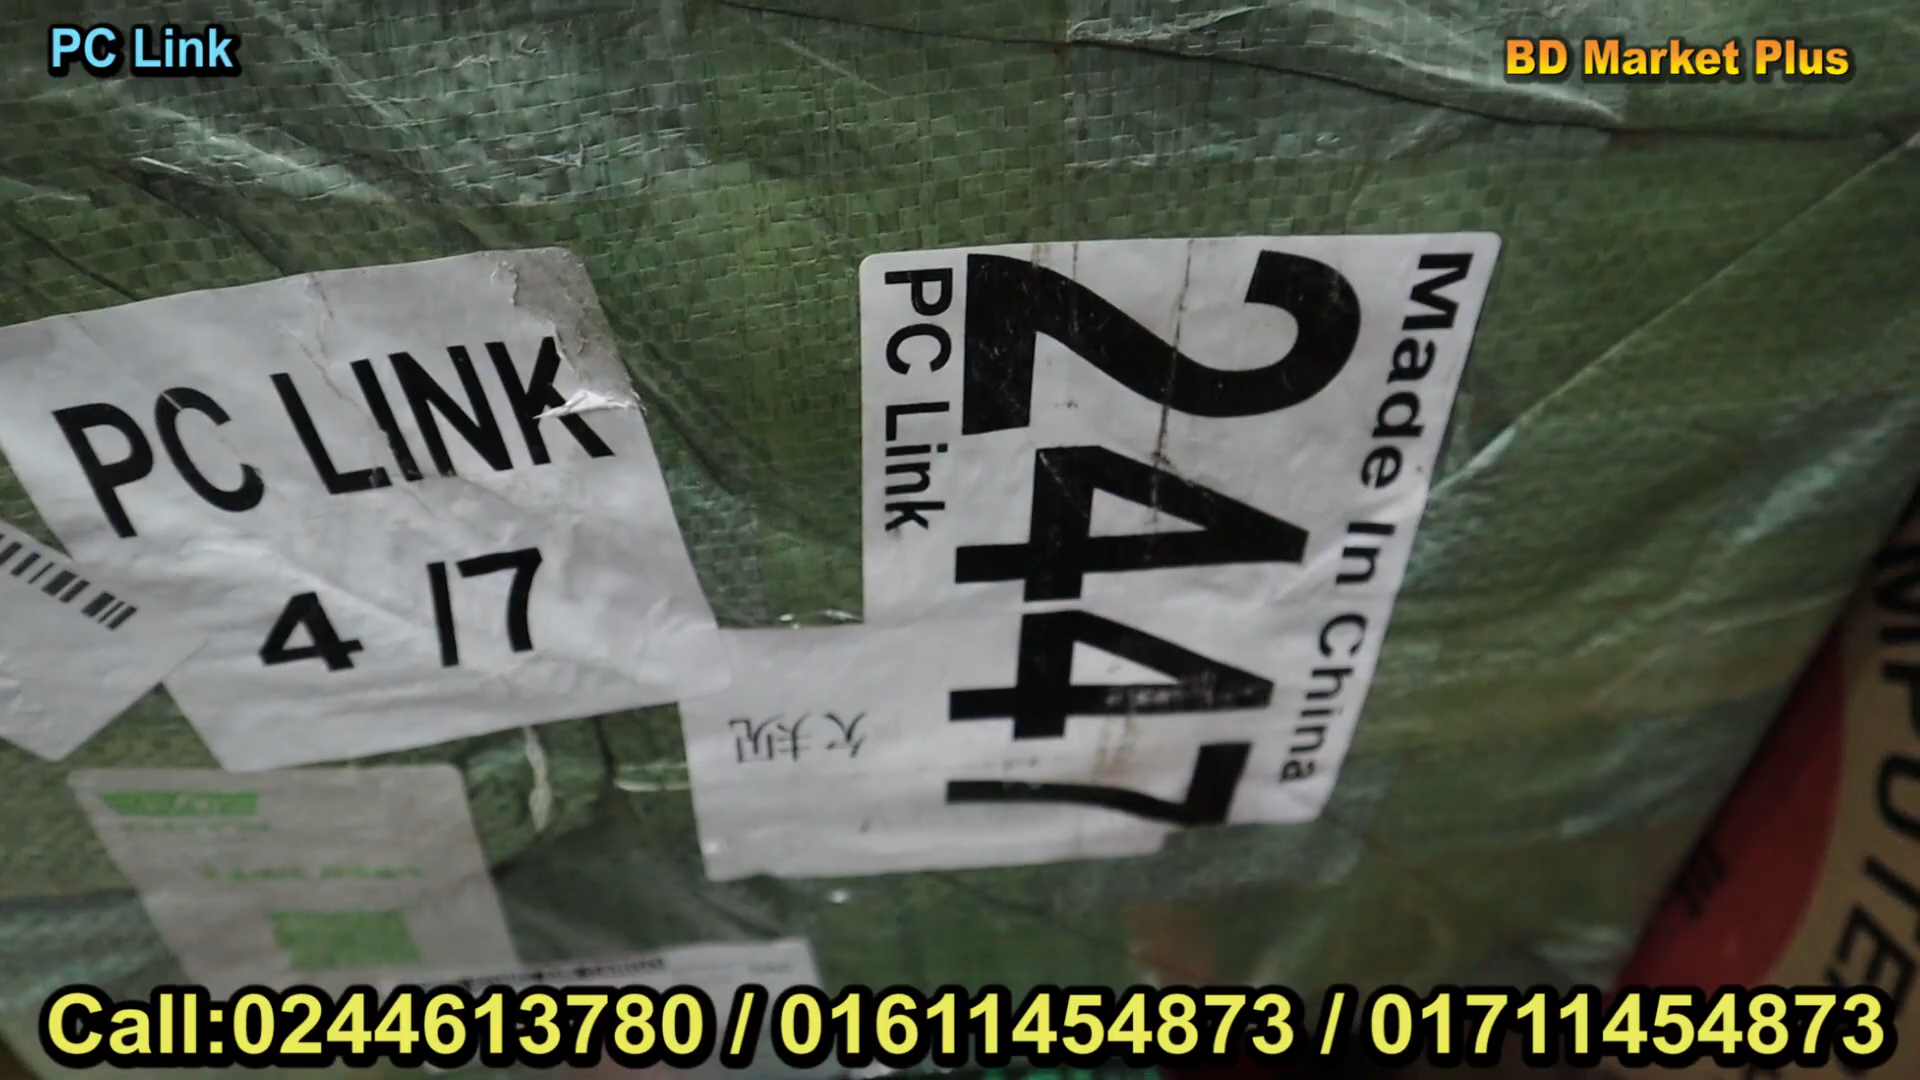 PC Link
BD Market Plus
PC LINK
4 /7
Made In China
2447
PC Link
Call:0244613780 / 01611454873 / 01711454873